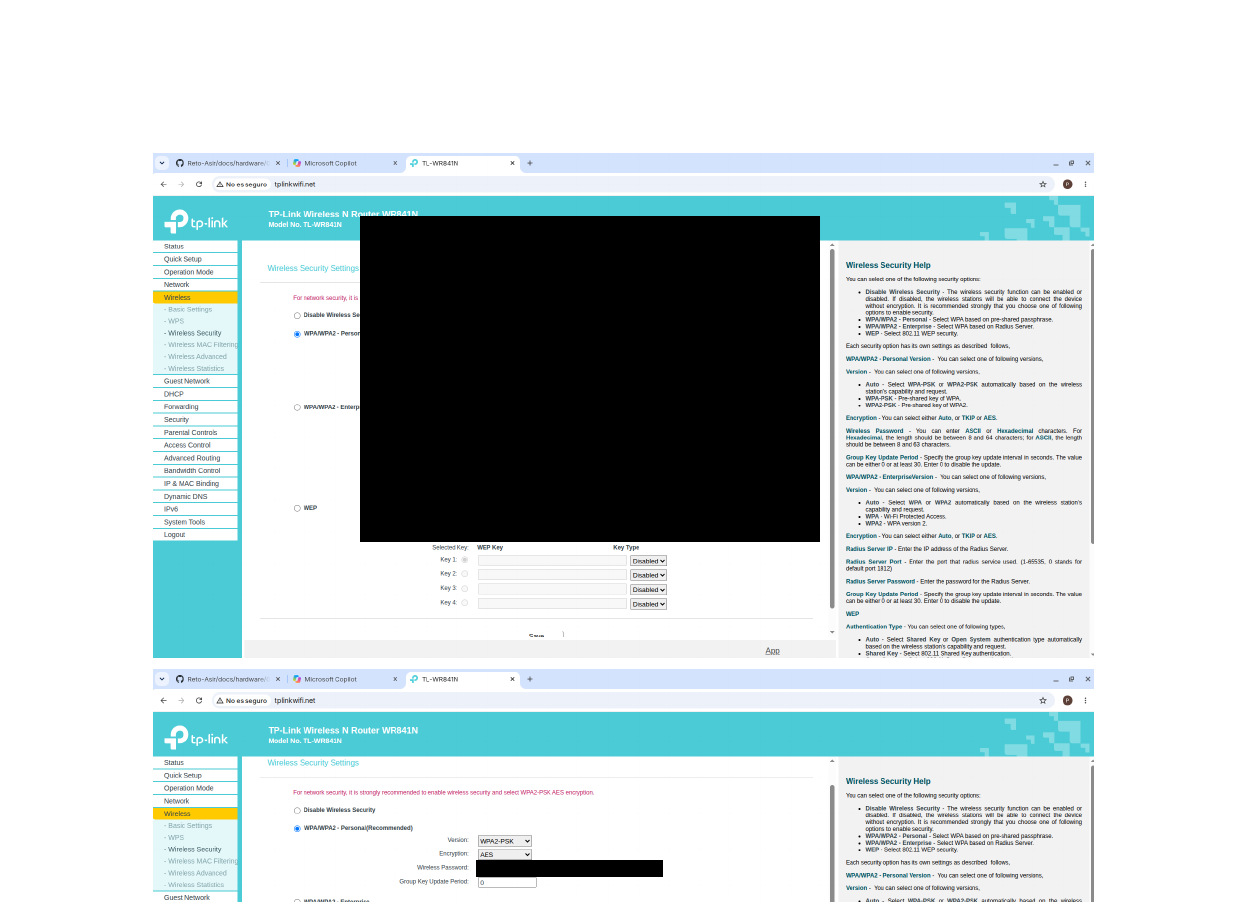 Reto-Asir/docs/hardware/
Microsoft Copilot
TL-WR841N
No es seguro
tplinkwifi.net
P
tp-link
TP-Link Wireless N Router WR841N
Model No. TL-WR841N
Status
Quick Setup
Operation Mode
Network
Wireless
- Basic Settings
- WPS
- Wireless Security
- Wireless MAC Filtering
- Wireless Advanced
- Wireless Statistics
Guest Network
DHCP
Forwarding
Security
Parental Controls
Access Control
Advanced Routing
Bandwidth Control
IP & MAC Binding
Dynamic DNS
IPv6
System Tools
Logout
Wireless Security Settings
For network security, it is
Disable Wireless Se
WPA/WPA2 - Person
WPA/WPA2 - Enterp
WEP
Selected Key: WEP Key Key Type
Key 1: Disabled
Key 2: Disabled
Key 3: Disabled
Key 4: Disabled
Save
App
Wireless Security Help
You can select one of the following security options:
• Disable Wireless Security - The wireless security function can be enabled or
disabled. If disabled, the wireless stations will be able to connect the device
without encryption. It is recommended strongly that you choose one of following
options to enable security.
• WPA/WPA2 - Personal - Select WPA based on pre-shared passphrase.
• WPA/WPA2 - Enterprise - Select WPA based on Radius Server.
• WEP - Select 802.11 WEP security.
Each security option has its own settings as described follows,
WPA/WPA2 - Personal Version - You can select one of following versions,
Version - You can select one of following versions,
• Auto - Select WPA-PSK or WPA2-PSK automatically based on the wireless
station's capability and request.
• WPA-PSK - Pre-shared key of WPA.
• WPA2-PSK - Pre-shared key of WPA2.
Encryption - You can select either Auto, or TKIP or AES.
Wireless Password - You can enter ASCII or Hexadecimal characters. For
Hexadecimal, the length should be between 8 and 64 characters; for ASCII, the length
should be between 8 and 63 characters.
Group Key Update Period - Specify the group key update interval in seconds. The value
can be either 0 or at least 30. Enter 0 to disable the update.
WPA/WPA2 - EnterpriseVersion - You can select one of following versions,
Version - You can select one of following versions,
• Auto - Select WPA or WPA2 automatically based on the wireless station's
capability and request.
• WPA - Wi-Fi Protected Access.
• WPA2 - WPA version 2.
Encryption - You can select either Auto, or TKIP or AES.
Radius Server IP - Enter the IP address of the Radius Server.
Radius Server Port - Enter the port that radius service used. (1-65535, 0 stands for
default port 1812)
Radius Server Password - Enter the password for the Radius Server.
Group Key Update Period - Specify the group key update interval in seconds. The value
can be either 0 or at least 30. Enter 0 to disable the update.
WEP
Authentication Type - You can select one of following types,
• Auto - Select Shared Key or Open System authentication type automatically
based on the wireless station's capability and request.
• Shared Key - Select 802.11 Shared Key authentication.
Reto-Asir/docs/hardware/
Microsoft Copilot
TL-WR841N
No es seguro
tplinkwifi.net
P
tp-link
TP-Link Wireless N Router WR841N
Model No. TL-WR841N
Status
Quick Setup
Operation Mode
Network
Wireless
- Basic Settings
- WPS
- Wireless Security
- Wireless MAC Filtering
- Wireless Advanced
- Wireless Statistics
Guest Network
Wireless Security Settings
For network security, it is strongly recommended to enable wireless security and select WPA2-PSK AES encryption.
Disable Wireless Security
WPA/WPA2 - Personal(Recommended)
Version: WPA2-PSK
Encryption: AES
Wireless Password:
Group Key Update Period: 0
WPA/WPA2 - Enterprise
Wireless Security Help
You can select one of the following security options:
• Disable Wireless Security - The wireless security function can be enabled or
disabled. If disabled, the wireless stations will be able to connect the device
without encryption. It is recommended strongly that you choose one of following
options to enable security.
• WPA/WPA2 - Personal - Select WPA based on pre-shared passphrase.
• WPA/WPA2 - Enterprise - Select WPA based on Radius Server.
• WEP - Select 802.11 WEP security.
Each security option has its own settings as described follows,
WPA/WPA2 - Personal Version - You can select one of following versions,
Version - You can select one of following versions,
• Auto - Select WPA-PSK or WPA2-PSK automatically based on the wireless